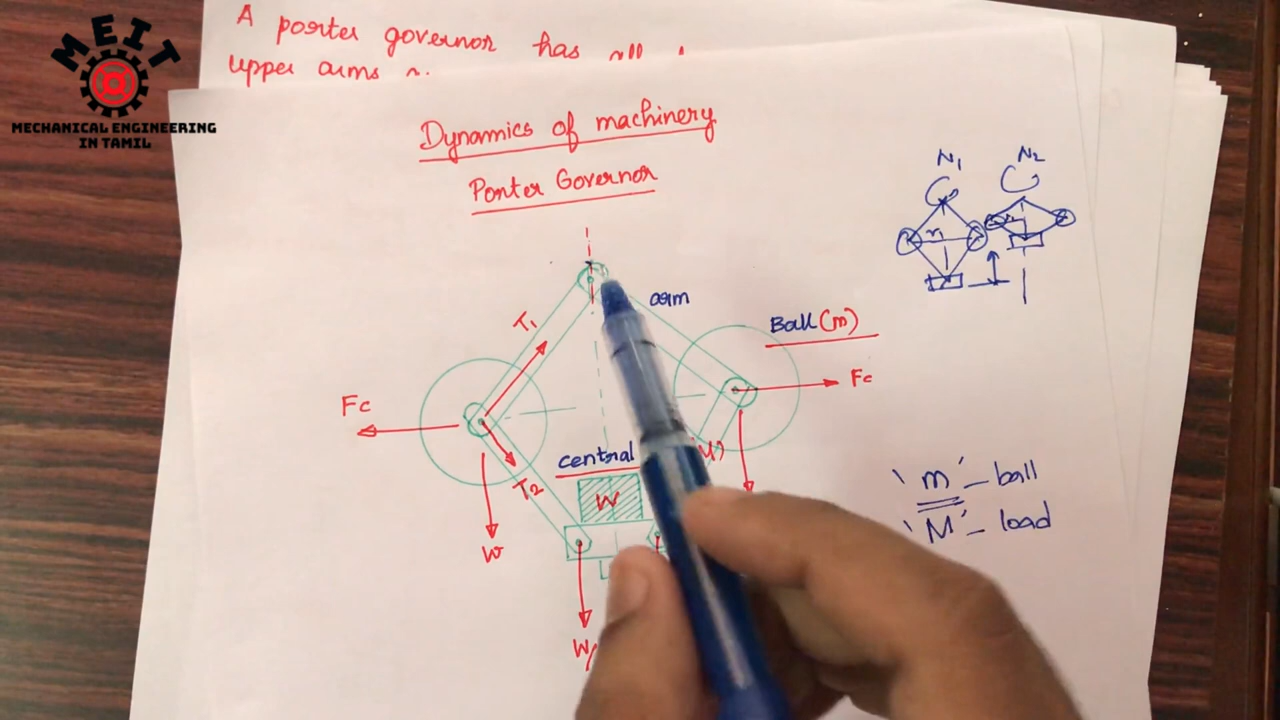 MEIT
MECHANICAL ENGINEERING
IN TAMIL
A porter governor has all
upper arms
Dynamics of machinery
Porter Governor
N1
N2
r1
arm
T1
Ball (m)
Fc
Fc
central
W
T2
w
W/
'm' - ball
'M' - load